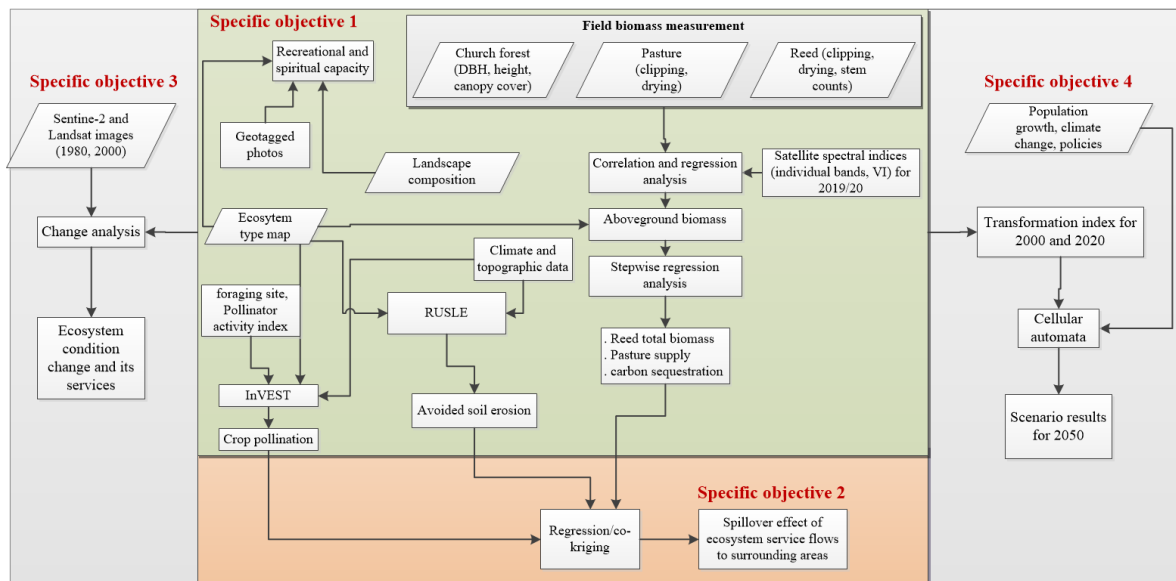 Specific objective 1
Field biomass measurement
Church forest
(DBH, height,
canopy cover)
Pasture
(clipping,
drying)
Reed (clipping,
drying, stem
counts)
Recreational and
spiritual capacity
Geotagged
photos
Landscape
composition
Correlation and regression
analysis
Satellite spectral indices
(individual bands, VI) for
2019/20
Ecosytem
type map
Aboveground biomass
Climate and
topographic data
Stepwise regression
analysis
foraging site,
Pollinator
activity index
RUSLE
. Reed total biomass
. Pasture supply
. carbon sequestration
InVEST
Avoided soil erosion
Crop pollination
Specific objective 2
Regression/co-
kriging
Spillover effect of
ecosystem service flows
to surrounding areas
Specific objective 3
Sentine-2 and
Landsat images
(1980, 2000)
Change analysis
Ecosystem
condition
change and its
services
Specific objective 4
Population
growth, climate
change, policies
Transformation index for
2000 and 2020
Cellular
automata
Scenario results
for 2050